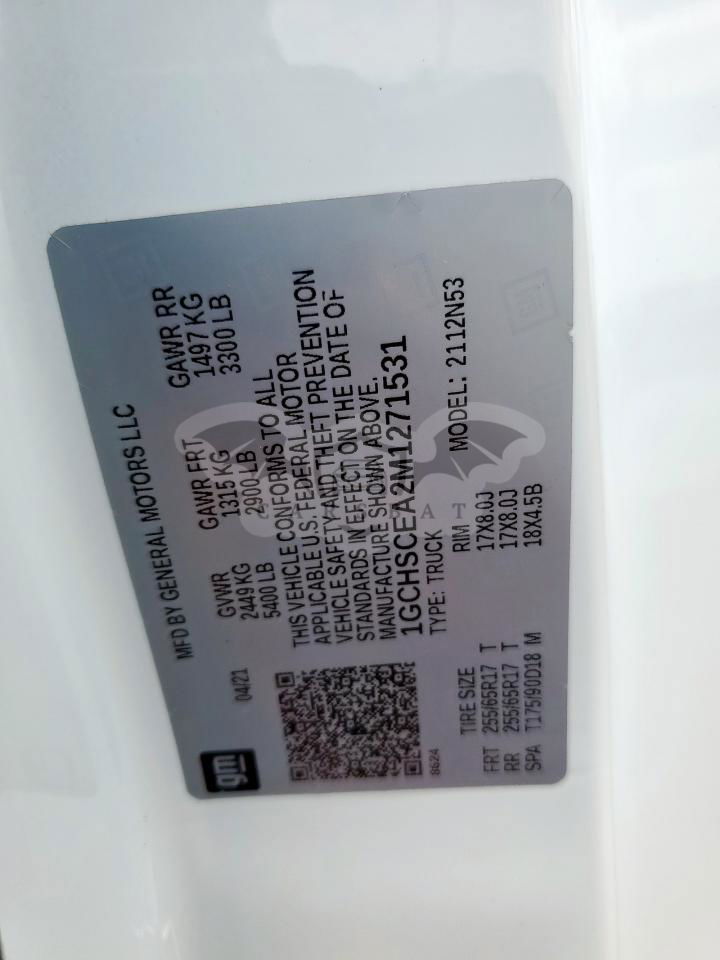 gm
MFD BY GENERAL MOTORS LLC
04/21
GVWR GAWR FRT GAWR RR
2449 KG 1315 KG 1497 KG
5400 LB 2900 LB 3300 LB
THIS VEHICLE CONFORMS TO ALL
APPLICABLE U.S. FEDERAL MOTOR
VEHICLE SAFETY AND THEFT PREVENTION
STANDARDS IN EFFECT ON THE DATE OF
MANUFACTURE SHOWN ABOVE.
1GCHSCEA2M1271531
8624
TYPE: TRUCK MODEL: 2112N53
TIRE SIZE RIM
FRT 255/65R17 T 17X8.0J
RR 255/65R17 T 17X8.0J
SPA T175/90D18 M 18X4.5B